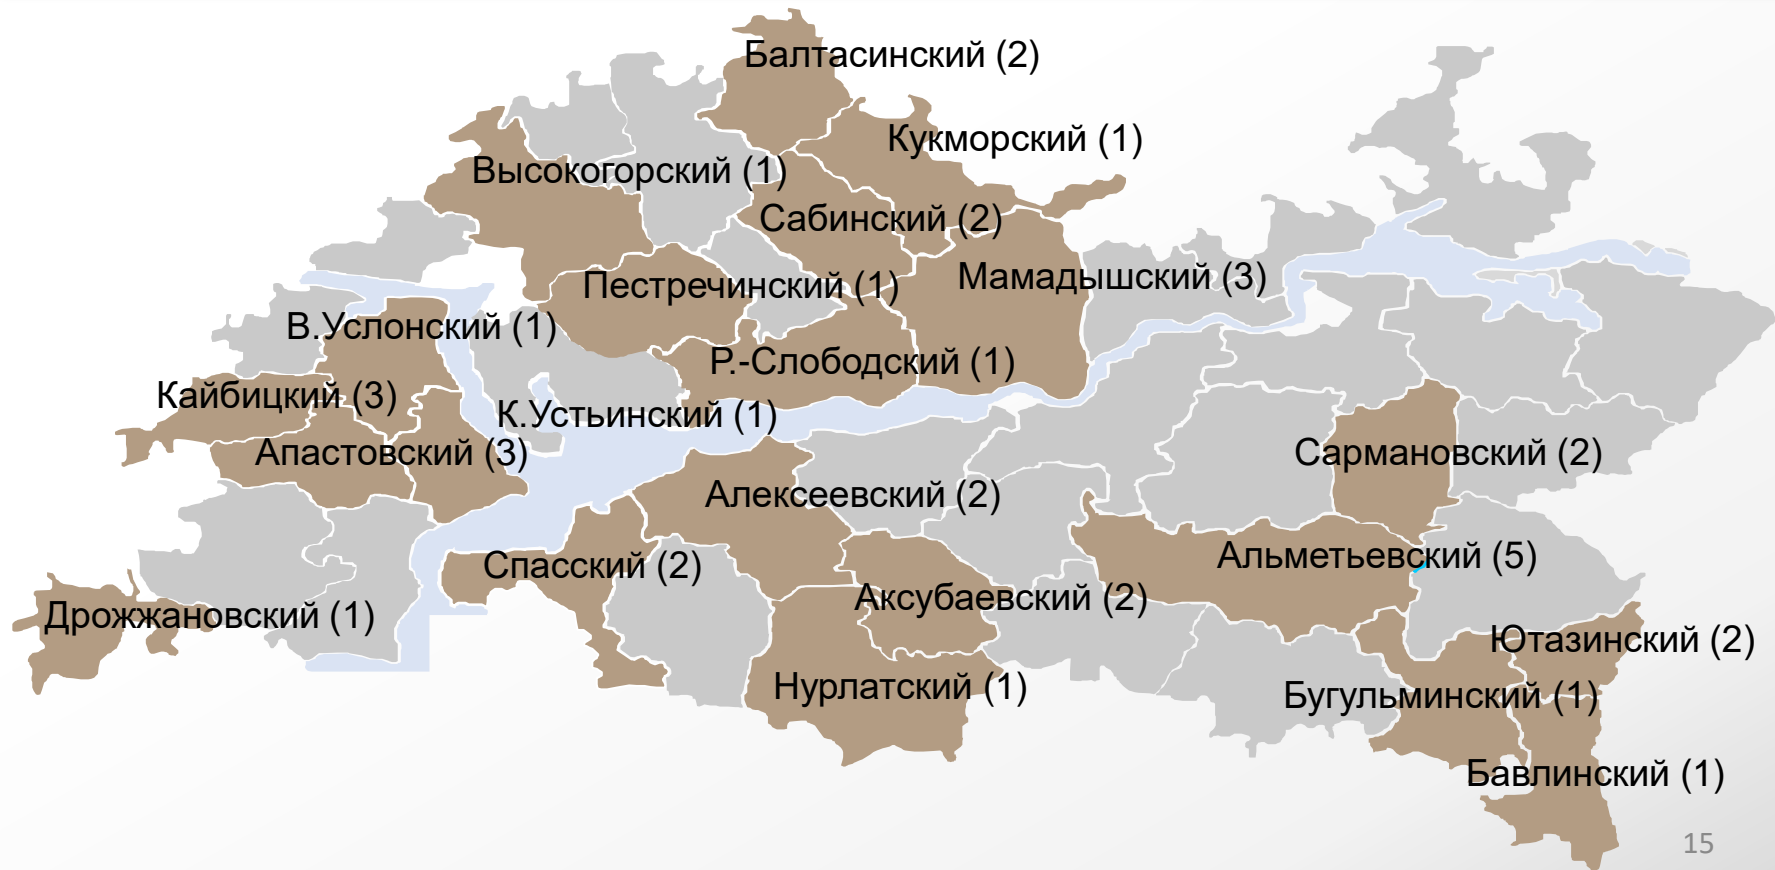 Балтасинский (2)
Кукморский (1)
Высокогорский (1)
Сабинский (2)
Мамадышский (3)
Пестречинский (1)
В.Услонский (1)
Р.-Слободский (1)
Кайбицкий (3)
К.Устьинский (1)
Апастовский (3)
Сармановский (2)
Алексеевский (2)
Альметьевский (5)
Спасский (2)
Аксубаевский (2)
Дрожжановский (1)
Ютазинский (2)
Нурлатский (1)
Бугульминский (1)
Бавлинский (1)
15